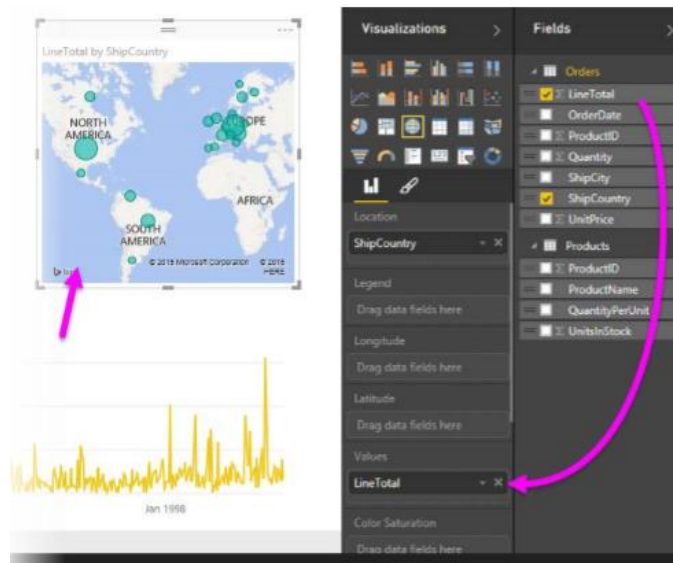 LineTotal by ShipCountry
NORTH
AMERICA
OPE
AFRICA
SOUTH
AMERICA
© 2016 HERE
© 2016 Microsoft Corporation
Jan 1998
Visualizations
Location
ShipCountry
Legend
Drag data fields here
Longitude
Drag data fields here
Latitude
Drag data fields here
Values
LineTotal
Color Saturation
Drag data fields here
Fields
Orders
LineTotal
OrderDate
ProductID
Quantity
ShipCity
ShipCountry
UnitPrice
Products
ProductID
ProductName
QuantityPerUnit
UnitsInStock